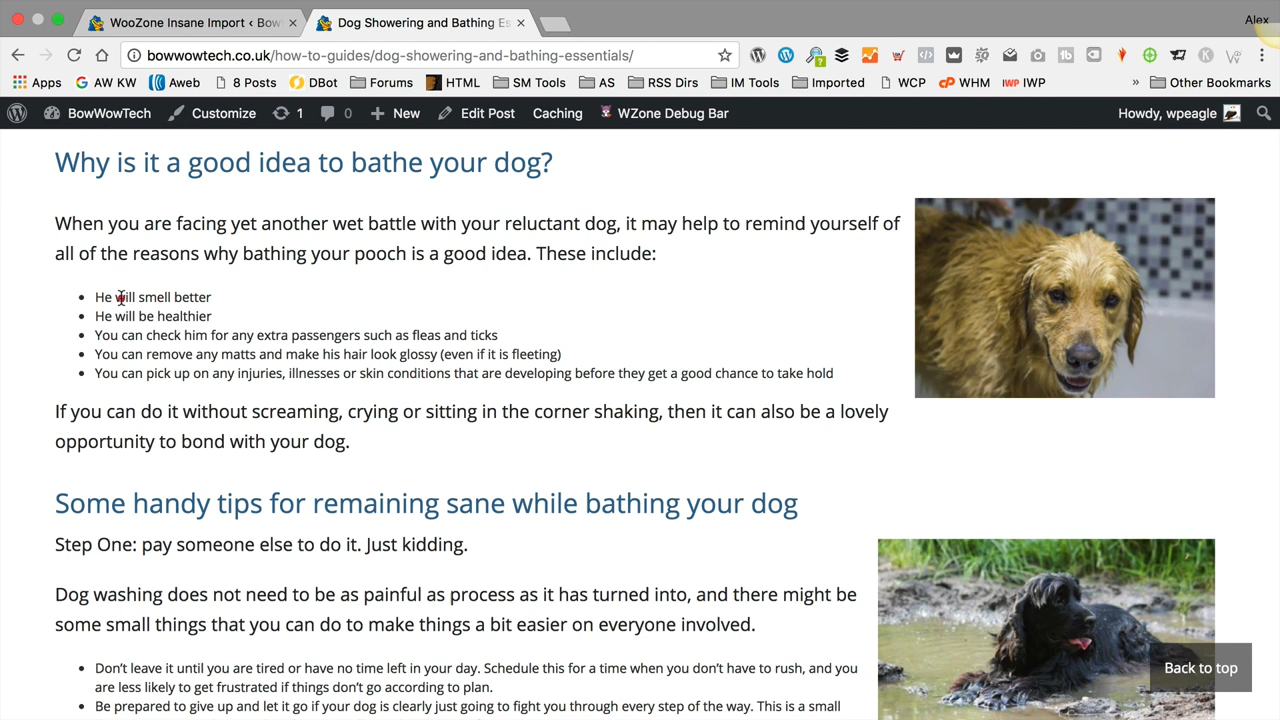 WooZone Insane Import ‹ Bow
Dog Showering and Bathing Es
Alex
bowwowtech.co.uk/how-to-guides/dog-showering-and-bathing-essentials/
Apps AW KW Aweb 8 Posts DBot Forums HTML SM Tools AS RSS Dirs IM Tools Imported WCP WHM IWP » Other Bookmarks
BowWowTech Customize 1 0 New Edit Post Caching WZone Debug Bar Howdy, wpeagle
Why is it a good idea to bathe your dog?
When you are facing yet another wet battle with your reluctant dog, it may help to remind yourself of
all of the reasons why bathing your pooch is a good idea. These include:
• He will smell better
• He will be healthier
• You can check him for any extra passengers such as fleas and ticks
• You can remove any matts and make his hair look glossy (even if it is fleeting)
• You can pick up on any injuries, illnesses or skin conditions that are developing before they get a good chance to take hold
If you can do it without screaming, crying or sitting in the corner shaking, then it can also be a lovely
opportunity to bond with your dog.
Some handy tips for remaining sane while bathing your dog
Step One: pay someone else to do it. Just kidding.
Dog washing does not need to be as painful as process as it has turned into, and there might be
some small things that you can do to make things a bit easier on everyone involved.
• Don't leave it until you are tired or have no time left in your day. Schedule this for a time when you don't have to rush, and you
are less likely to get frustrated if things don't go according to plan.
• Be prepared to give up and let it go if your dog is clearly just going to fight you through every step of the way. This is a small
Back to top